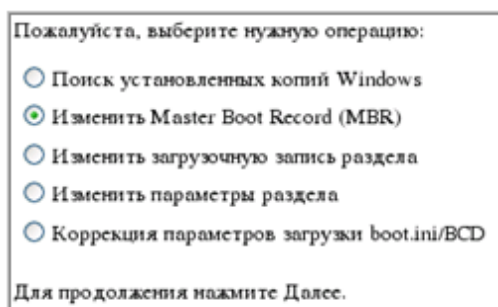 Пожалуйста, выберите нужную операцию:
Поиск установленных копий Windows
Изменить Master Boot Record (MBR)
Изменить загрузочную запись раздела
Изменить параметры раздела
Коррекция параметров загрузки boot.ini/BCD
Для продолжения нажмите Далее.